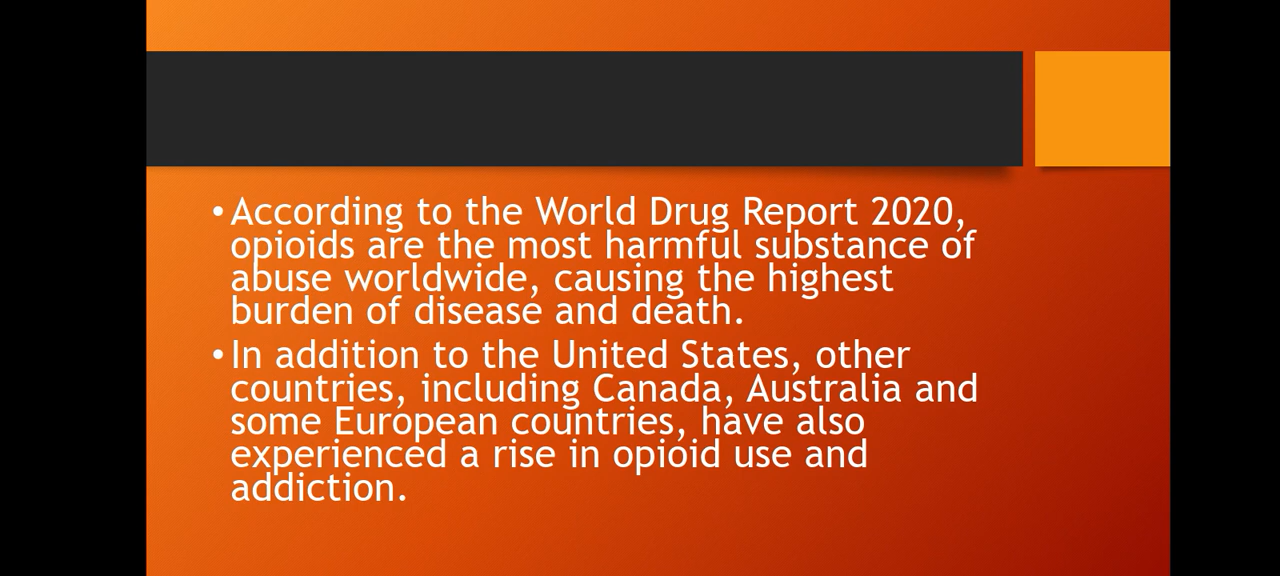 • According to the World Drug Report 2020,
opioids are the most harmful substance of
abuse worldwide, causing the highest
burden of disease and death.
• In addition to the United States, other
countries, including Canada, Australia and
some European countries, have also
experienced a rise in opioid use and
addiction.